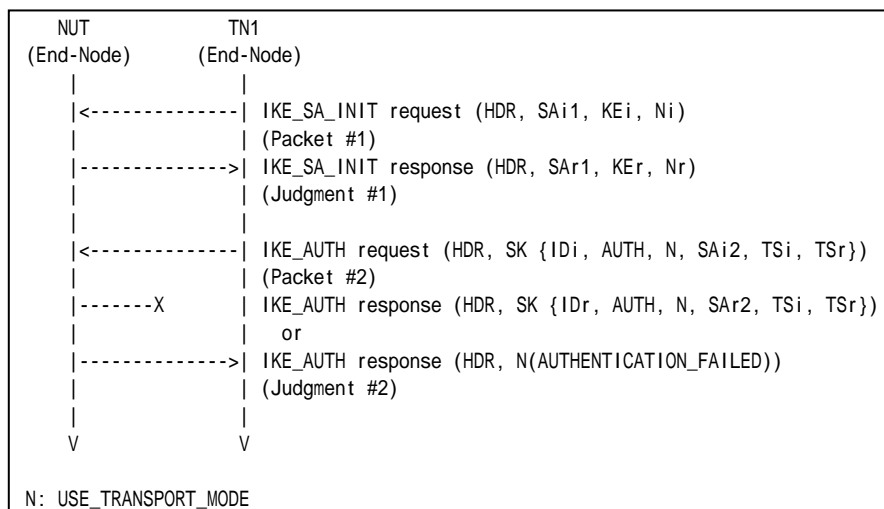 NUT TN1
(End-Node) (End-Node)
| |
|<--------------| IKE_SA_INIT request (HDR, SAi1, KEi, Ni)
| | (Packet #1)
|-------------->| IKE_SA_INIT response (HDR, SAr1, KEr, Nr)
| | (Judgment #1)
| |
|<--------------| IKE_AUTH request (HDR, SK {IDi, AUTH, N, SAi2, TSi, TSr})
| | (Packet #2)
|-------X | IKE_AUTH response (HDR, SK {IDr, AUTH, N, SAr2, TSi, TSr})
| | or
|-------------->| IKE_AUTH response (HDR, N(AUTHENTICATION_FAILED))
| | (Judgment #2)
| |
V V
N: USE_TRANSPORT_MODE